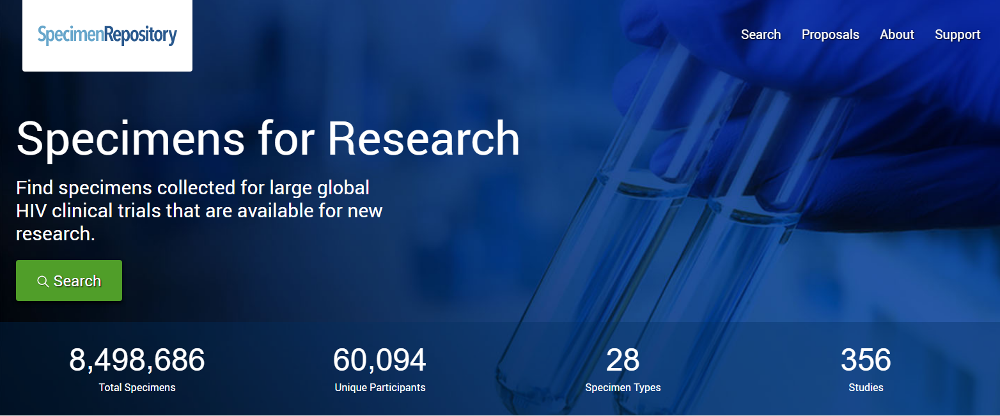 SpecimenRepository
Search Proposals About Support
Specimens for Research
Find specimens collected for large global
HIV clinical trials that are available for new
research.
Search
8,498,686 60,094 28 356
Total Specimens Unique Participants Specimen Types Studies